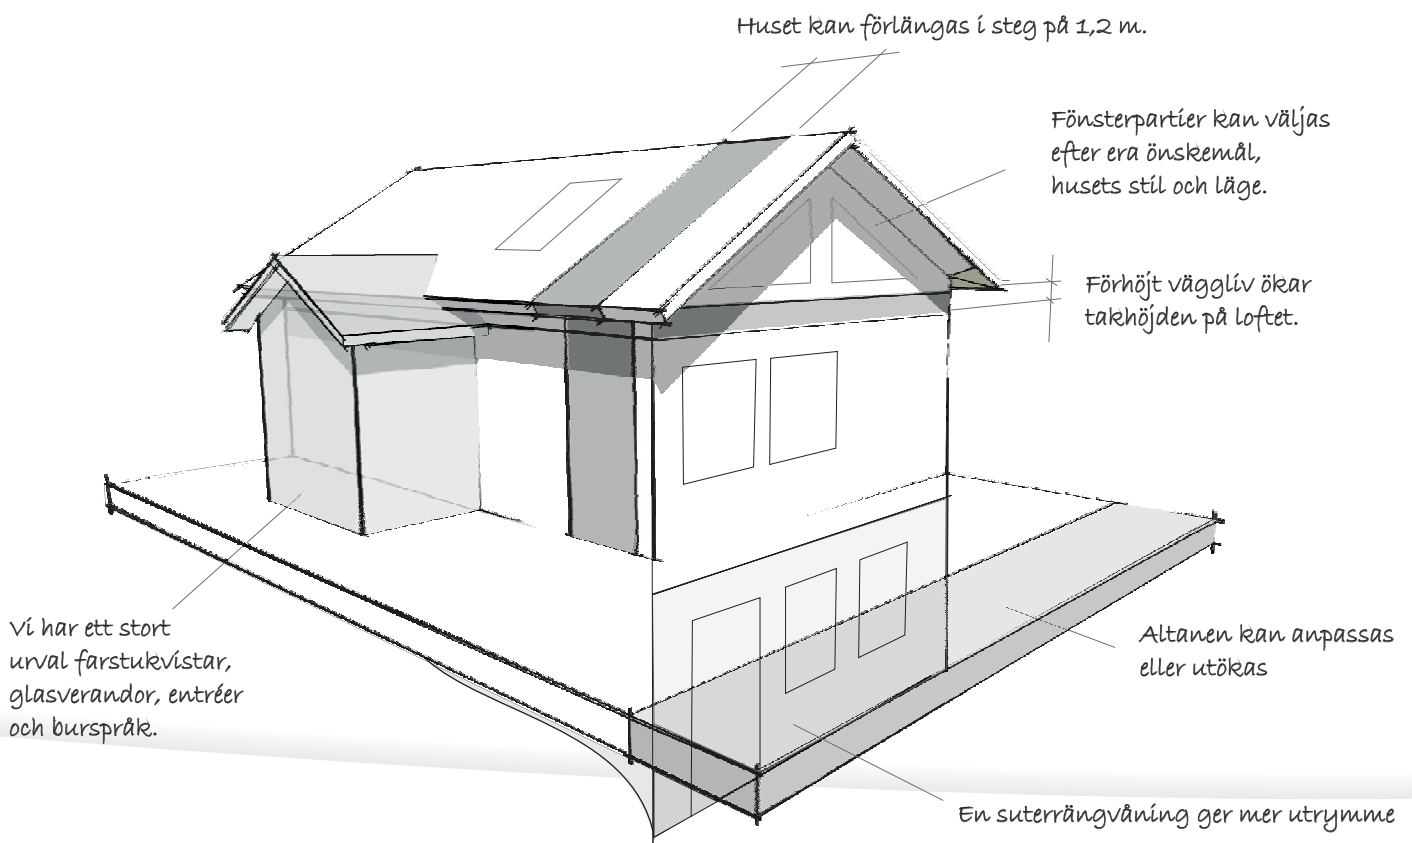 Huset kan förlängas i steg på 1,2 m.
Fönsterpartier kan väljas
efter era önskemål,
husets stil och läge.
Förhöjt väggliv ökar
takhöjden på loftet.
Vi har ett stort
urval farstukvistar,
glasverandor, entréer
och burspråk.
Altanen kan anpassas
eller utökas
En suterrängvåning ger mer utrymme